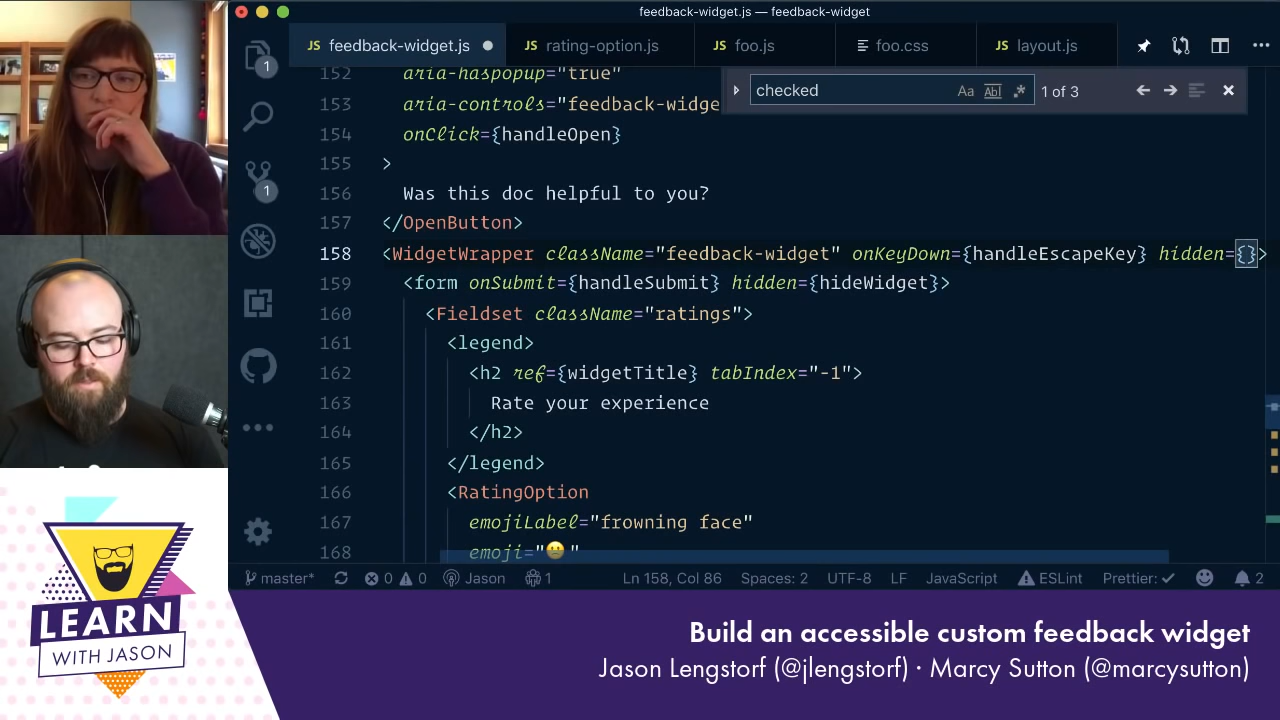 feedback-widget.js — feedback-widget
JS feedback-widget.js
JS rating-option.js
JS foo.js
foo.css
JS layout.js
checked
Aa
Abl
.*
1 of 3
1
1
152 aria-haspopup="true"
153 aria-controls="feedback-widge
154 onClick={handleOpen}
155 >
156 Was this doc helpful to you?
157 </OpenButton>
158 <WidgetWrapper className="feedback-widget" onKeyDown={handleEscapeKey} hidden={}>
159 <form onSubmit={handleSubmit} hidden={hideWidget}>
160 <Fieldset className="ratings">
161 <legend>
162 <h2 ref={widgetTitle} tabIndex="-1">
163 Rate your experience
164 </h2>
165 </legend>
166 <RatingOption
167 emojiLabel="frowning face"
168 emoji="🙁"
master*
0
0
Jason
1
Ln 158, Col 86
Spaces: 2
UTF-8
LF
JavaScript
ESLint
Prettier: ✓
2
LEARN
WITH JASON
Build an accessible custom feedback widget
Jason Lengstorf (@jlengstorf) · Marcy Sutton (@marcysutton)